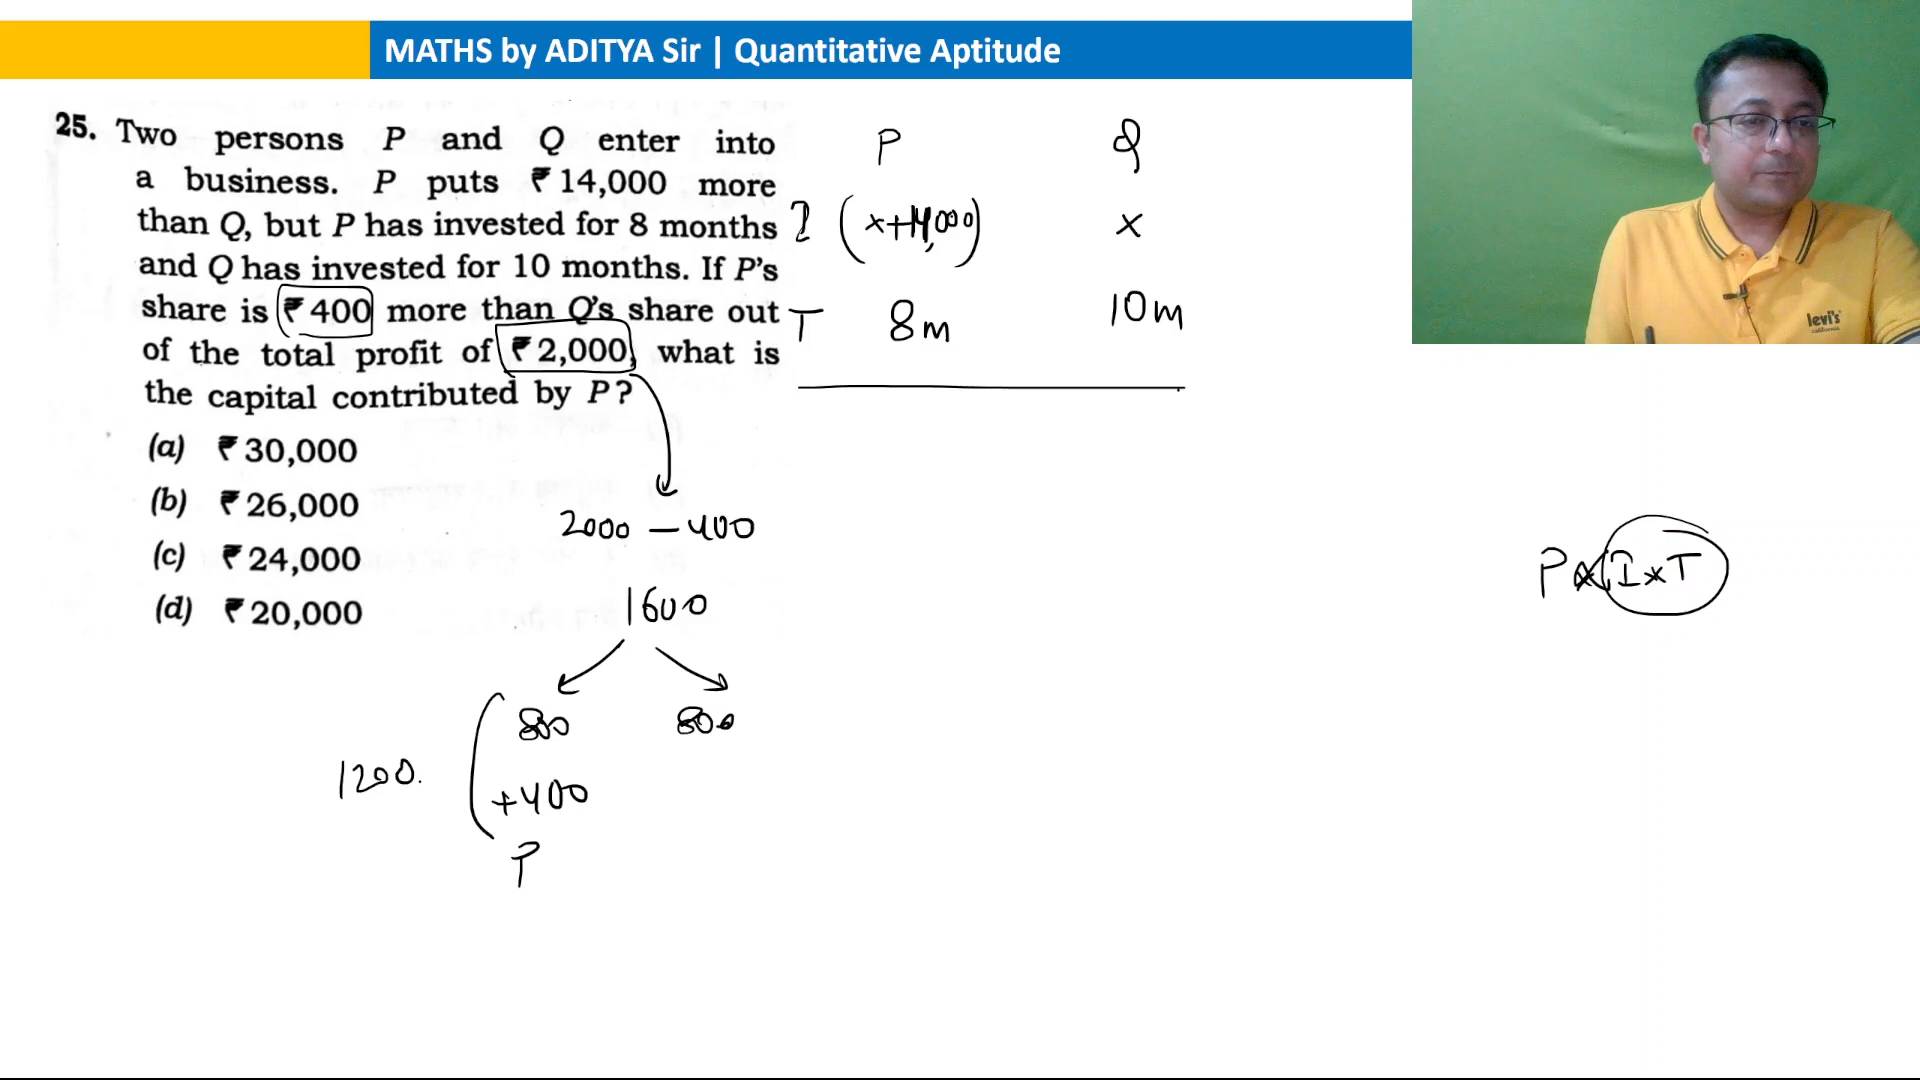 MATHS by ADITYA Sir | Quantitative Aptitude
25. Two persons P and Q enter into
a business. P puts ₹ 14,000 more
than Q, but P has invested for 8 months
and Q has invested for 10 months. If P's
share is ₹ 400 more than Q's share out
of the total profit of ₹ 2,000, what is
the capital contributed by P?
(a) ₹ 30,000
(b) ₹ 26,000
(c) ₹ 24,000
(d) ₹ 20,000
P Q
I (x+14,000) x
T 8m 10m
2000 - 400
1600
800 800
+400
1200.
P
P∝I×T
levi's